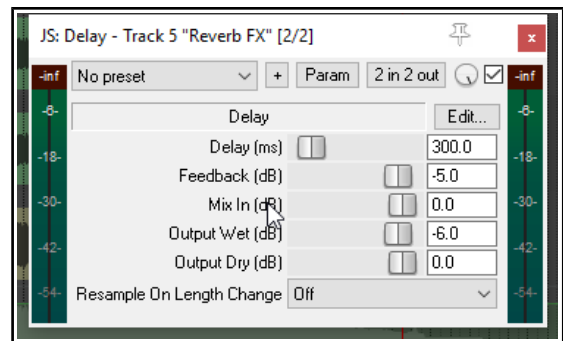 JS: Delay - Track 5 "Reverb FX" [2/2] x
-inf No preset + Param 2 in 2 out -inf
-6- Delay Edit... -6-
Delay (ms) 300.0
-18- -18-
Feedback (dB) -5.0
-30- Mix In (dB) 0.0 -30-
Output Wet (dB) -6.0
-42- -42-
Output Dry (dB) 0.0
-54- Resample On Length Change Off -54-